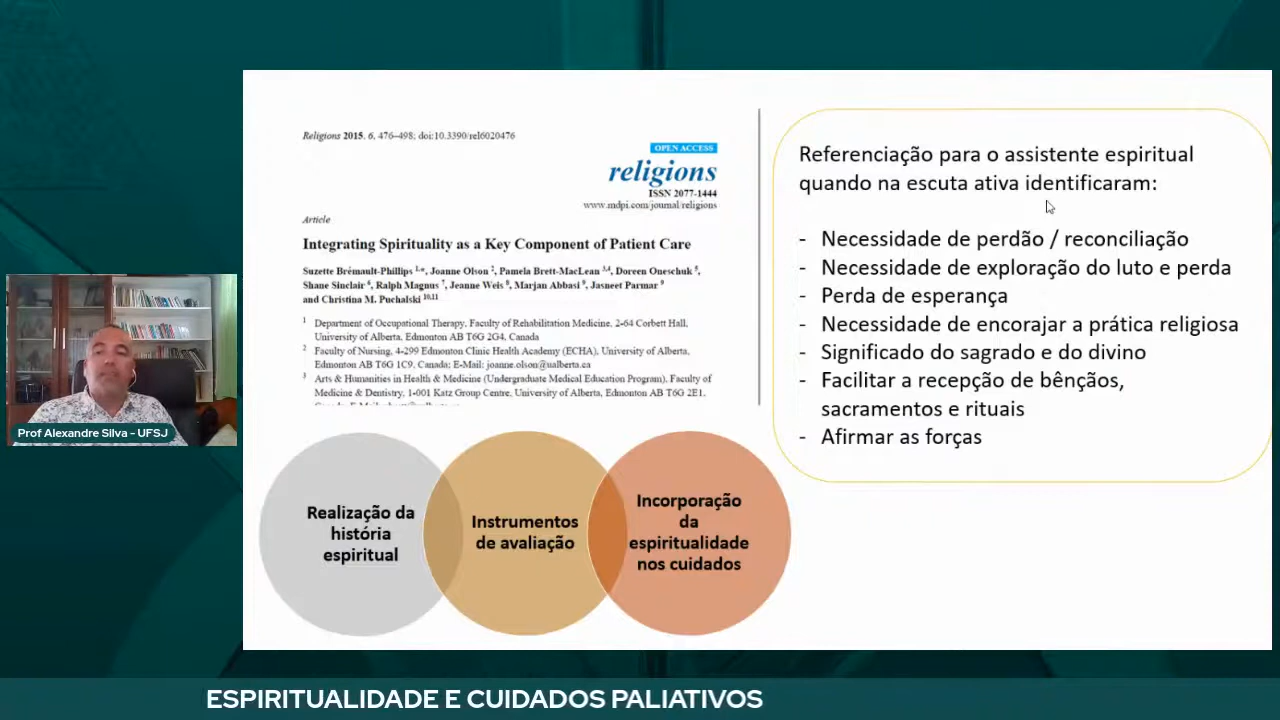 Religions 2015, 6, 476–498; doi:10.3390/rel6020476
OPEN ACCESS
religions
ISSN 2077-1444
www.mdpi.com/journal/religions
Article
Integrating Spirituality as a Key Component of Patient Care
Suzette Brémault-Phillips 1,*, Joanne Olson 2, Pamela Brett-MacLean 3,4, Doreen Oneschuk 5,
Shane Sinclair 6, Ralph Magnus 7, Jeanne Weis 8, Marjan Abbasi 9, Jasneet Parmar 9
and Christina M. Puchalski 10,11
1 Department of Occupational Therapy, Faculty of Rehabilitation Medicine, 2-64 Corbett Hall,
University of Alberta, Edmonton AB T6G 2G4, Canada
2 Faculty of Nursing, 4-299 Edmonton Clinic Health Academy (ECHA), University of Alberta,
Edmonton AB T6G 1C9, Canada; E-Mail: joanne.olson@ualberta.ca
3 Arts & Humanities in Health & Medicine (Undergraduate Medical Education Program), Faculty of
Medicine & Dentistry, 1-001 Katz Group Centre, University of Alberta, Edmonton AB T6G 2E1,
Referenciação para o assistente espiritual
quando na escuta ativa identificaram:
- Necessidade de perdão / reconciliação
- Necessidade de exploração do luto e perda
- Perda de esperança
- Necessidade de encorajar a prática religiosa
- Significado do sagrado e do divino
- Facilitar a recepção de bênçãos,
sacramentos e rituais
- Afirmar as forças
Realização da
história
espiritual
Instrumentos
de avaliação
Incorporação
da
espiritualidade
nos cuidados
Prof Alexandre Silva - UFSJ
ESPIRITUALIDADE E CUIDADOS PALIATIVOS